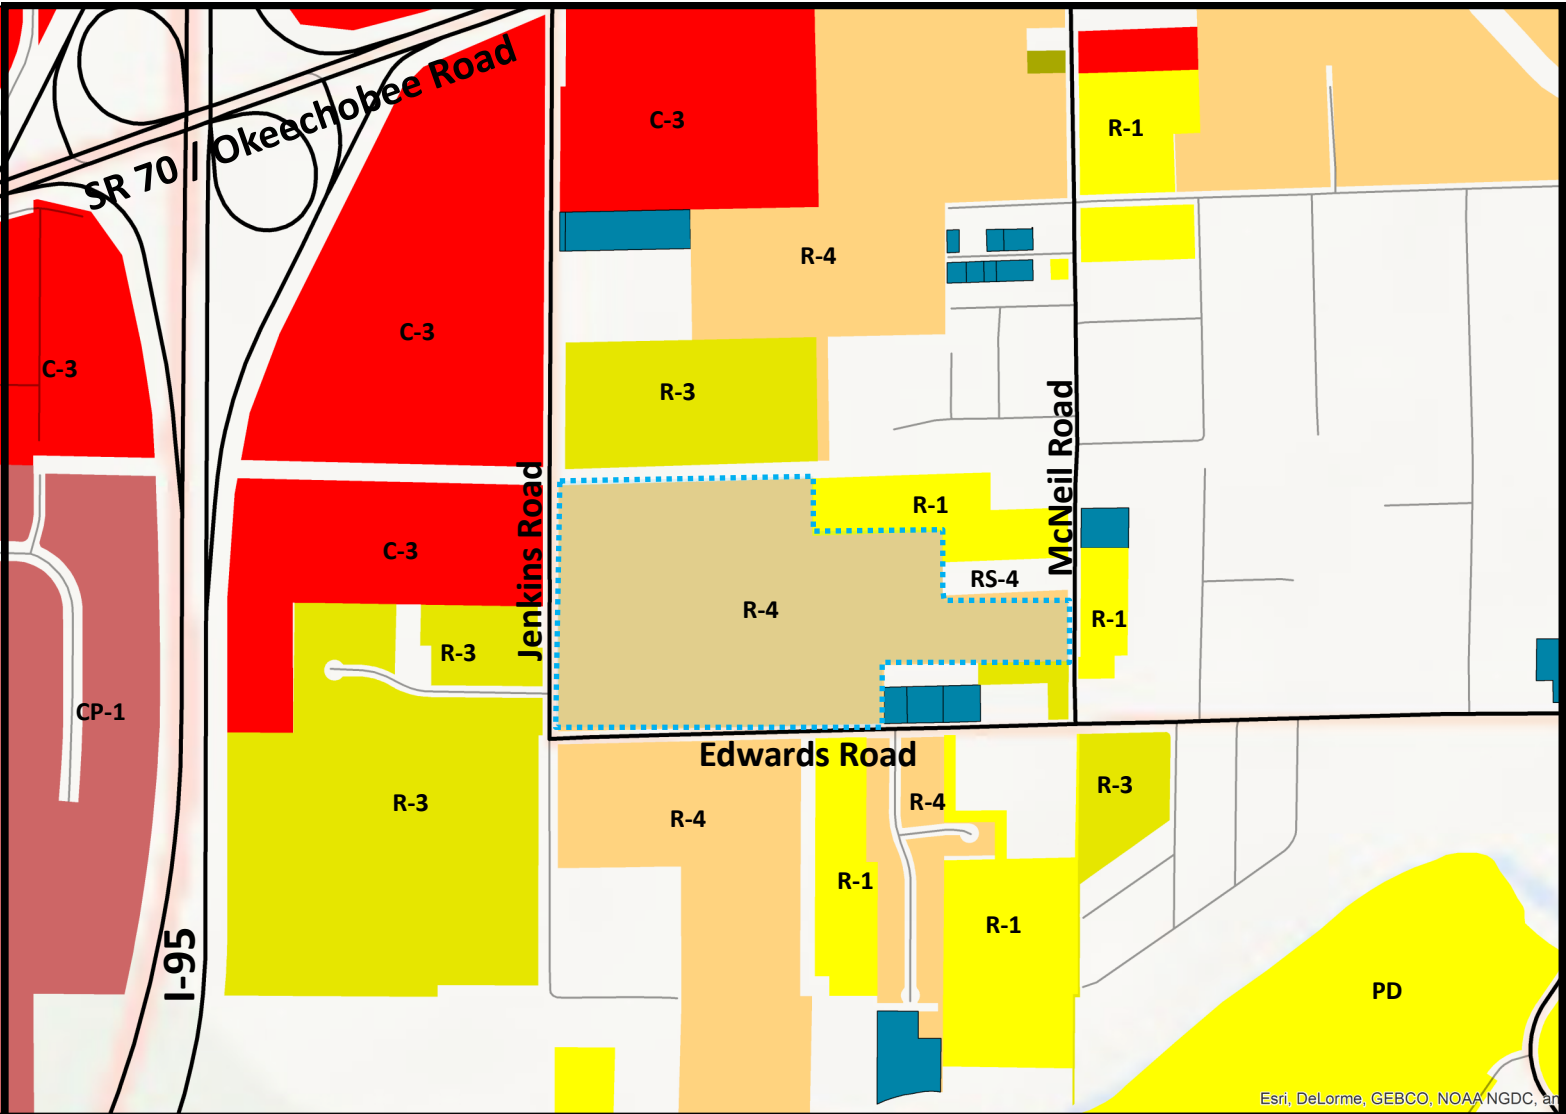 SR 70 / Okeechobee Road
C-3
R-1
R-4
C-3
C-3
R-3
Jenkins Road
McNeil Road
R-1
C-3
RS-4
R-4
R-1
R-3
CP-1
Edwards Road
R-3
R-4
R-4
R-3
R-1
R-1
I-95
PD
Esri, DeLorme, GEBCO, NOAA NGDC, an